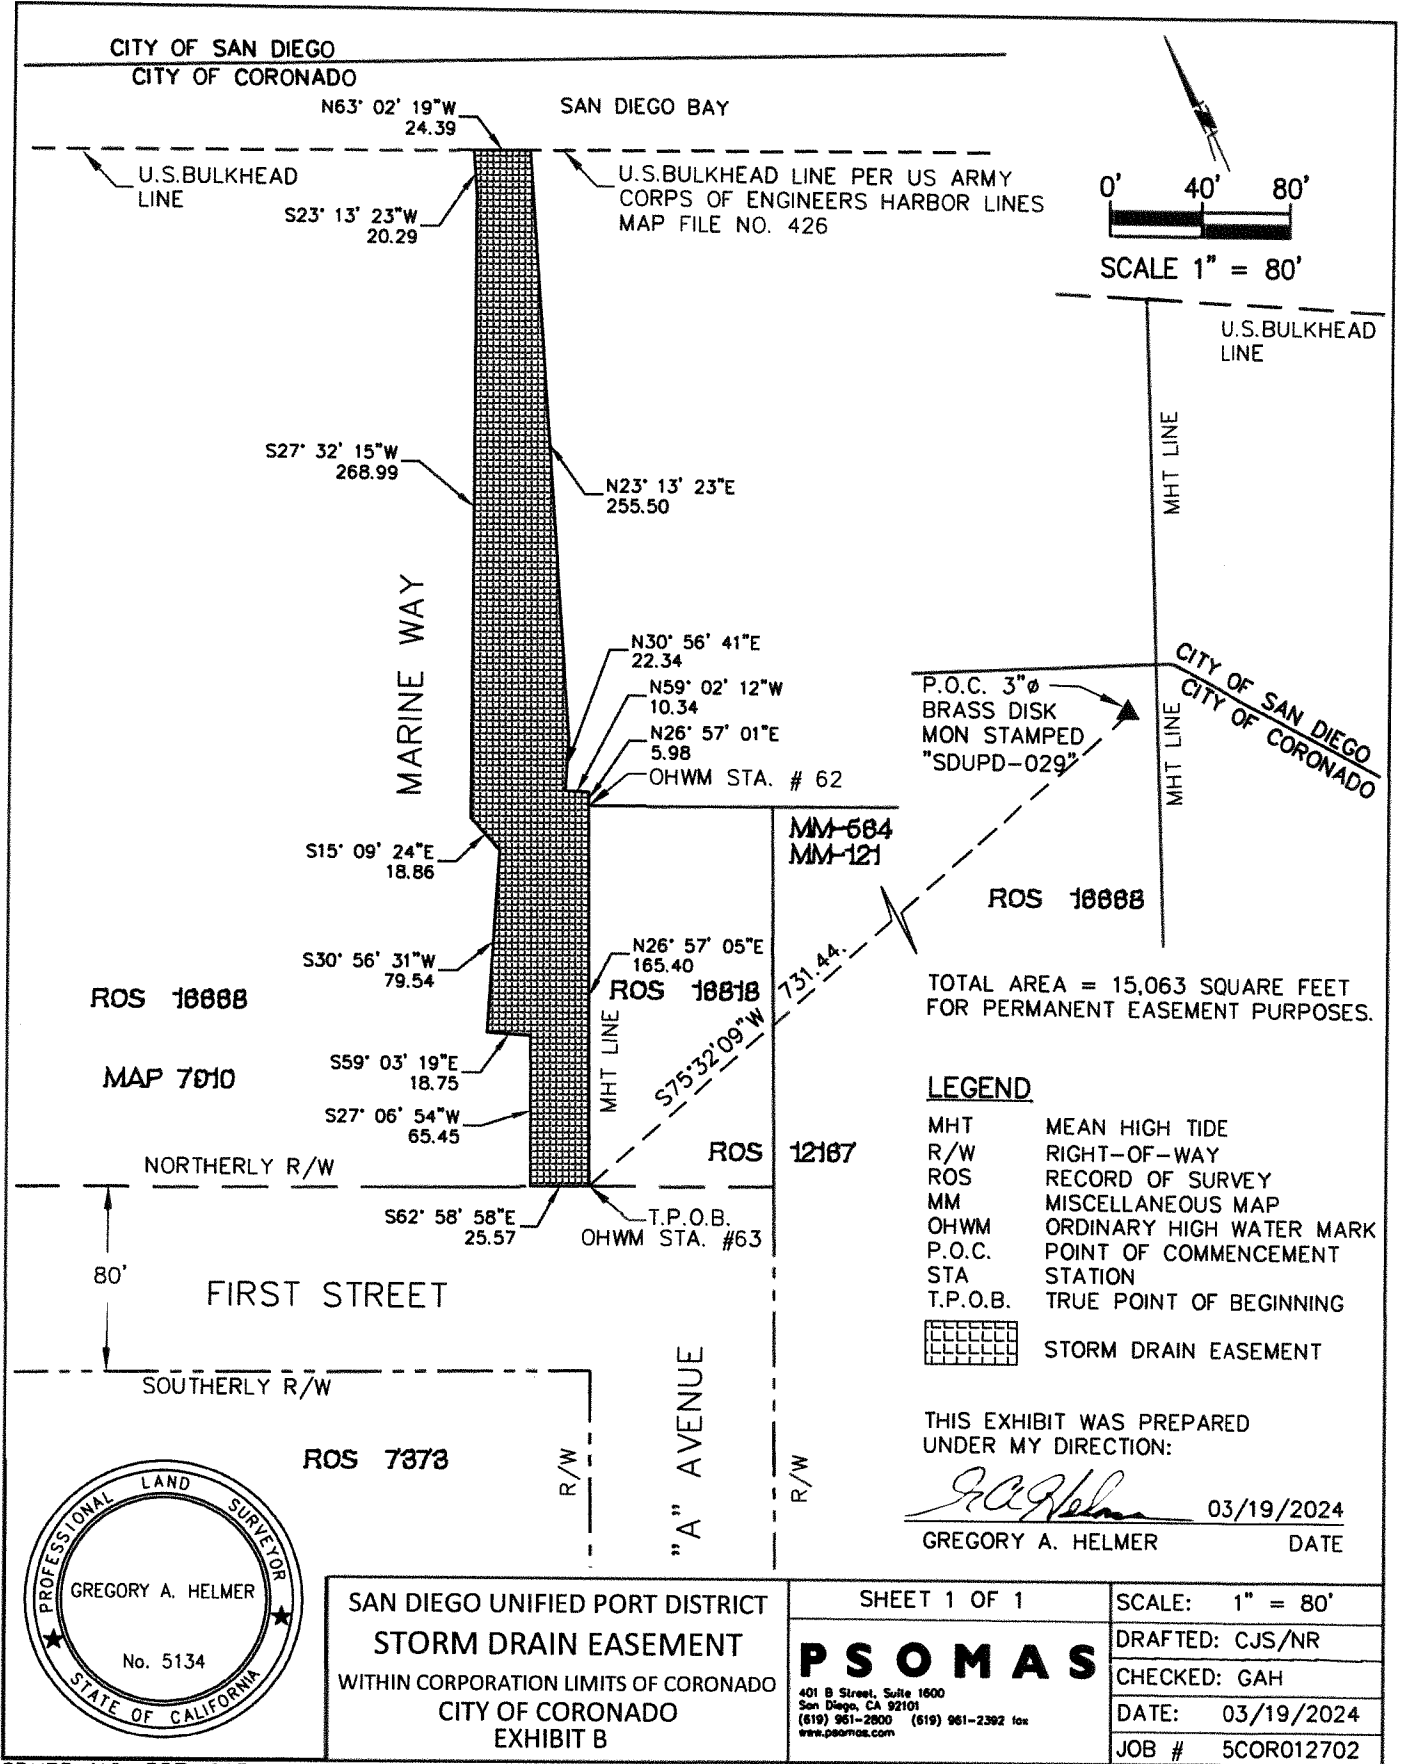 CITY OF SAN DIEGO
CITY OF CORONADO
N63° 02' 19"W
24.39
SAN DIEGO BAY
U.S.BULKHEAD
LINE
S23° 13' 23"W
20.29
U.S.BULKHEAD LINE PER US ARMY
CORPS OF ENGINEERS HARBOR LINES
MAP FILE NO. 426
0' 40' 80'
SCALE 1" = 80'
U.S.BULKHEAD
LINE
MHT LINE
S27° 32' 15"W
268.99
N23° 13' 23"E
255.50
MARINE WAY
N30° 56' 41"E
22.34
N59° 02' 12"W
10.34
N26° 57' 01"E
5.98
OHWM STA. # 62
P.O.C. 3"ø
BRASS DISK
MON STAMPED
"SDUPD-029"
CITY OF SAN DIEGO
CITY OF CORONADO
MHT LINE
MM-564
MM-121
S15° 09' 24"E
18.86
ROS 16668
S30° 56' 31"W
79.54
N26° 57' 05"E
165.40
ROS 16668
ROS 16818
MHT LINE
S75°32'09"W 731.44.
TOTAL AREA = 15,063 SQUARE FEET
FOR PERMANENT EASEMENT PURPOSES.
MAP 7010
S59° 03' 19"E
18.75
S27° 06' 54"W
65.45
ROS 12167
NORTHERLY R/W
S62° 58' 58"E
25.57
T.P.O.B.
OHWM STA. #63
LEGEND
MHT MEAN HIGH TIDE
R/W RIGHT-OF-WAY
ROS RECORD OF SURVEY
MM MISCELLANEOUS MAP
OHWM ORDINARY HIGH WATER MARK
P.O.C. POINT OF COMMENCEMENT
STA STATION
T.P.O.B. TRUE POINT OF BEGINNING
STORM DRAIN EASEMENT
80'
FIRST STREET
SOUTHERLY R/W
ROS 7373
R/W
"A" AVENUE
R/W
THIS EXHIBIT WAS PREPARED
UNDER MY DIRECTION:
03/19/2024
GREGORY A. HELMER DATE
PROFESSIONAL LAND SURVEYOR
GREGORY A. HELMER
No. 5134
STATE OF CALIFORNIA
SAN DIEGO UNIFIED PORT DISTRICT
STORM DRAIN EASEMENT
WITHIN CORPORATION LIMITS OF CORONADO
CITY OF CORONADO
EXHIBIT B
SHEET 1 OF 1
PSOMAS
401 B Street, Suite 1600
San Diego, CA 92101
(619) 961-2800 (619) 961-2392 fax
www.psomas.com
SCALE: 1" = 80'
DRAFTED: CJS/NR
CHECKED: GAH
DATE: 03/19/2024
JOB # 5COR012702